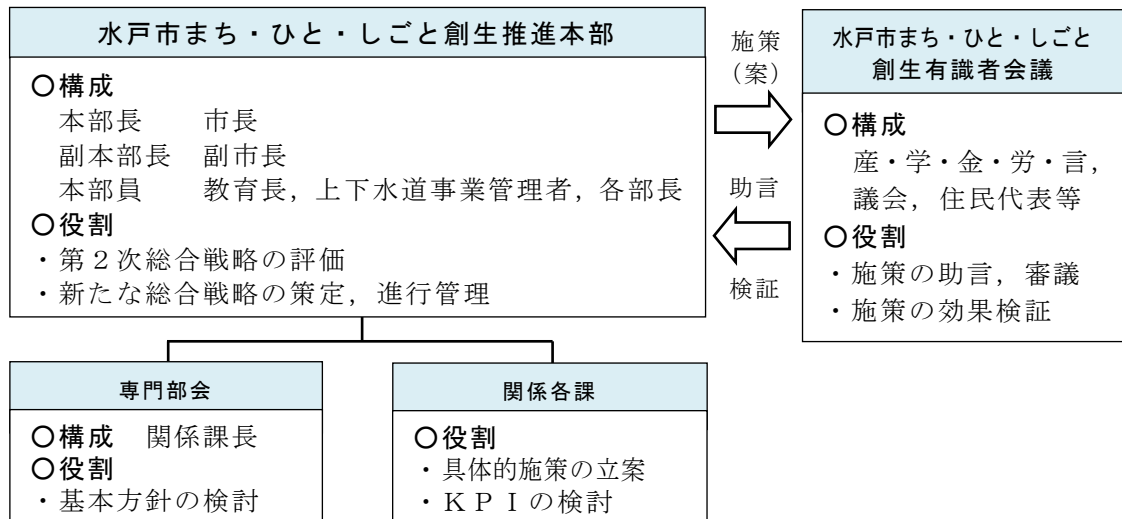 水戸市まち・ひと・しごと創生推進本部
〇構成
本部長　　市長
副本部長　副市長
本部員　　教育長，上下水道事業管理者，各部長
〇役割
・第２次総合戦略の評価
・新たな総合戦略の策定，進行管理
施策
（案）
助言
検証
水戸市まち・ひと・しごと
創生有識者会議
〇構成
産・学・金・労・言，
議会，住民代表等
〇役割
・施策の助言，審議
・施策の効果検証
専門部会
〇構成　関係課長
〇役割
・基本方針の検討
関係各課
〇役割
・具体的施策の立案
・ＫＰＩの検討